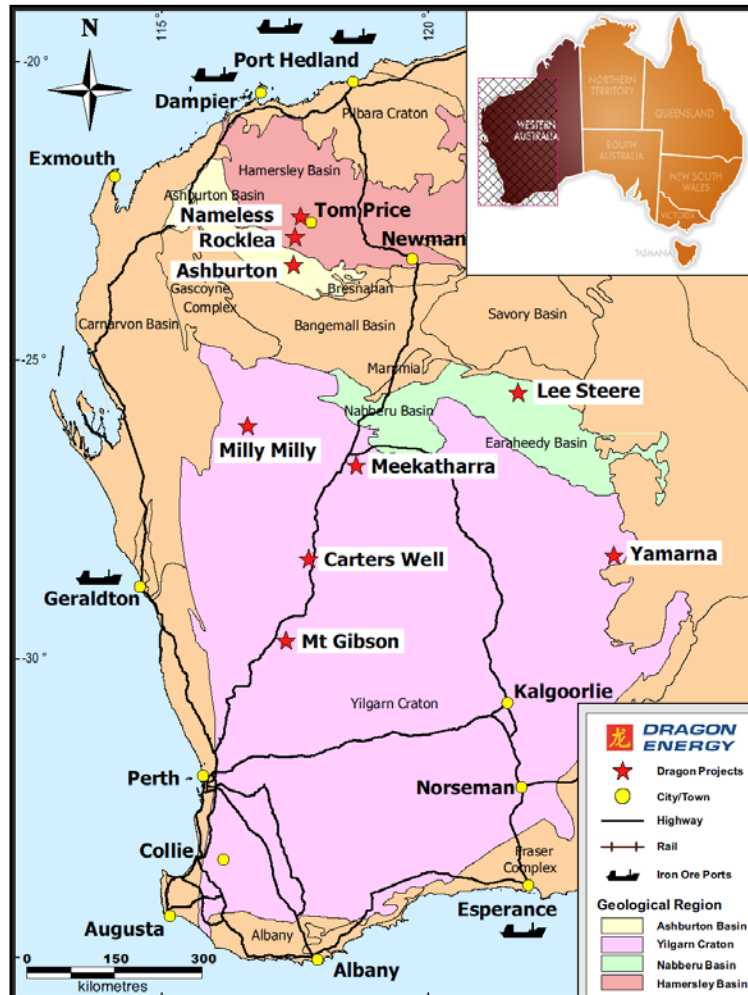 115°
120°
-20°
N
Port Hedland
Dampier
Pilbara Craton
Exmouth
Hamersley Basin
Ashburton Basin
Nameless
Tom Price
Rocklea
Newman
Ashburton
Bresnahan
Gascoyne
Complex
Savory Basin
Carnarvon Basin
Bangemall Basin
-25°
Marymia
Lee Steere
Nabberu Basin
Milly Milly
Earaheedy Basin
Meekatharra
Carters Well
Yamarna
Geraldton
Mt Gibson
-30°
Kalgoorlie
Yilgarn Craton
Perth
Norseman
Collie
Fraser
Complex
Augusta
Esperance
Albany
Albany
0
100
200
300
kilometres
NORTHERN
TERRITORY
QUEENSLAND
WESTERN
AUSTRALIA
SOUTH
AUSTRALIA
NEW SOUTH
WALES
VICTORIA
TASMANIA
龙
DRAGON
ENERGY
Dragon Projects
City/Town
Highway
Rail
Iron Ore Ports
Geological Region
Ashburton Basin
Yilgarn Craton
Nabberu Basin
Hamersley Basin